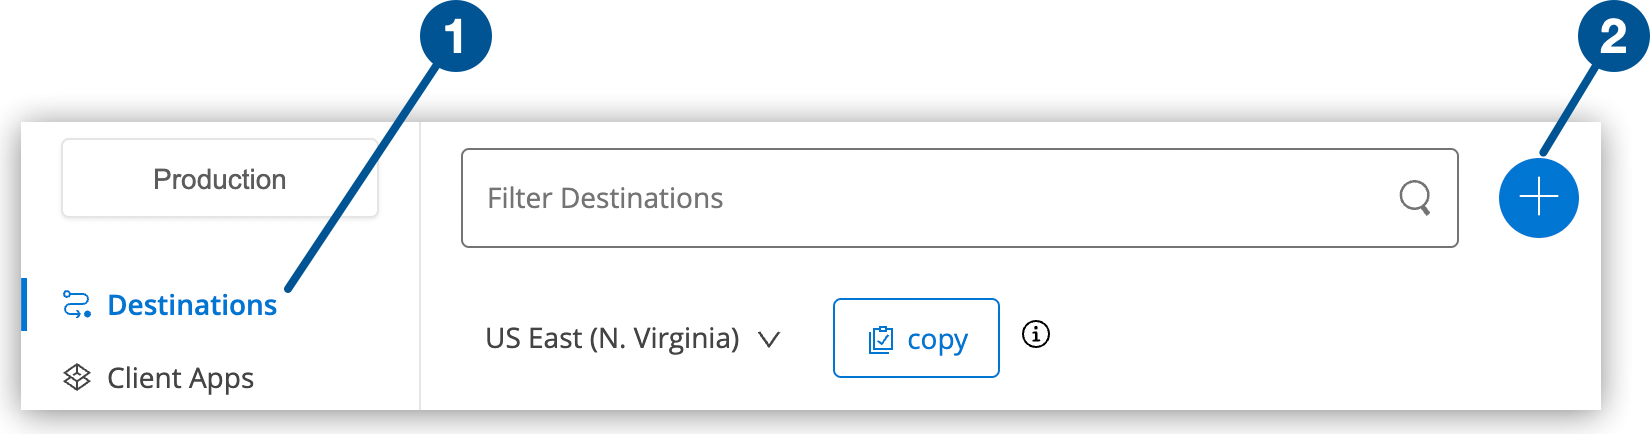 1
2
Production
Filter Destinations
Destinations
US East (N. Virginia)
copy
Client Apps